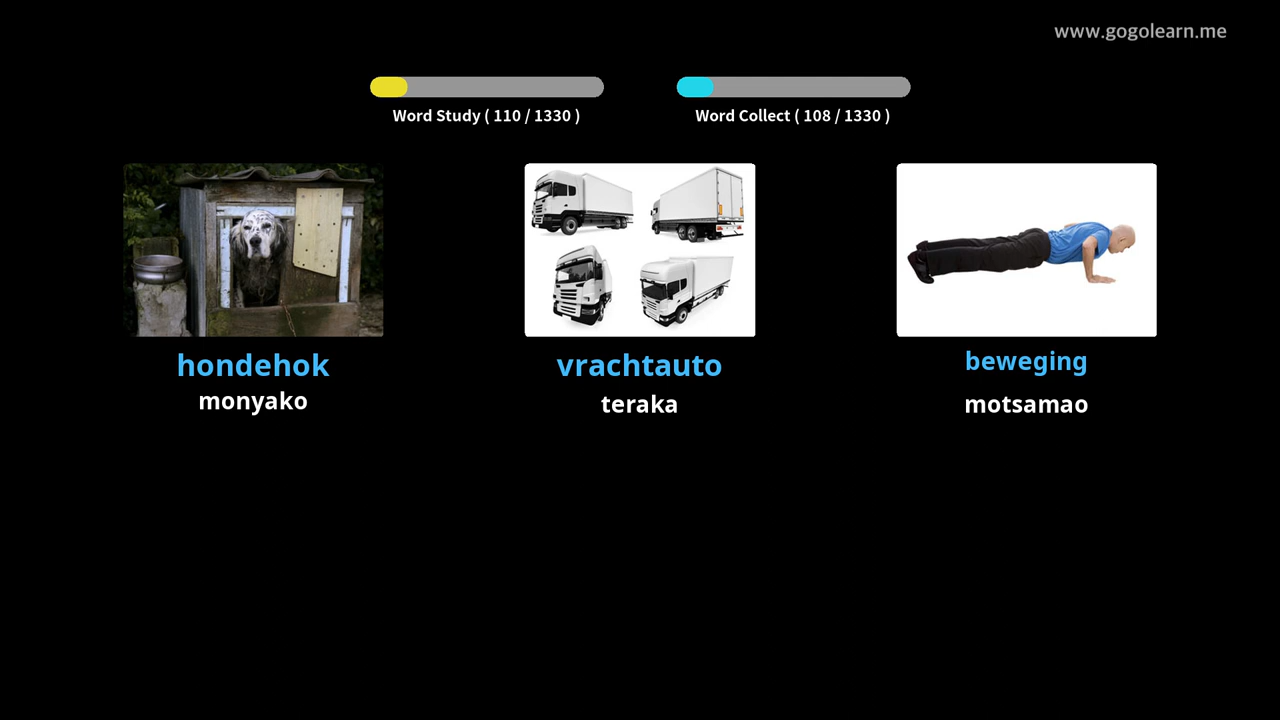 www.gogolearn.me
Word Study ( 110 / 1330 )
Word Collect ( 108 / 1330 )
hondehok
monyako
vrachtauto
teraka
beweging
motsamao